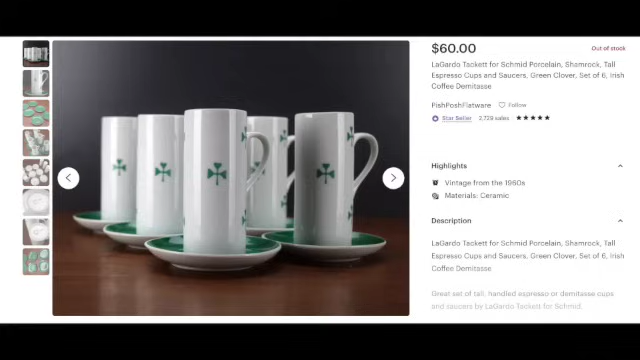 $60.00
Out of stock
LaGardo Tackett for Schmid Porcelain, Shamrock, Tall
Espresso Cups and Saucers, Green Clover, Set of 6, Irish
Coffee Demitasse
PishPoshFlatware
Follow
Star Seller
2,729 sales
Highlights
Vintage from the 1960s
Materials: Ceramic
Description
LaGardo Tackett for Schmid Porcelain, Shamrock, Tall
Espresso Cups and Saucers, Green Clover, Set of 6, Irish
Coffee Demitasse
Great set of tall, handled espresso or demitasse cups
and saucers by LaGardo Tackett for Schmid.